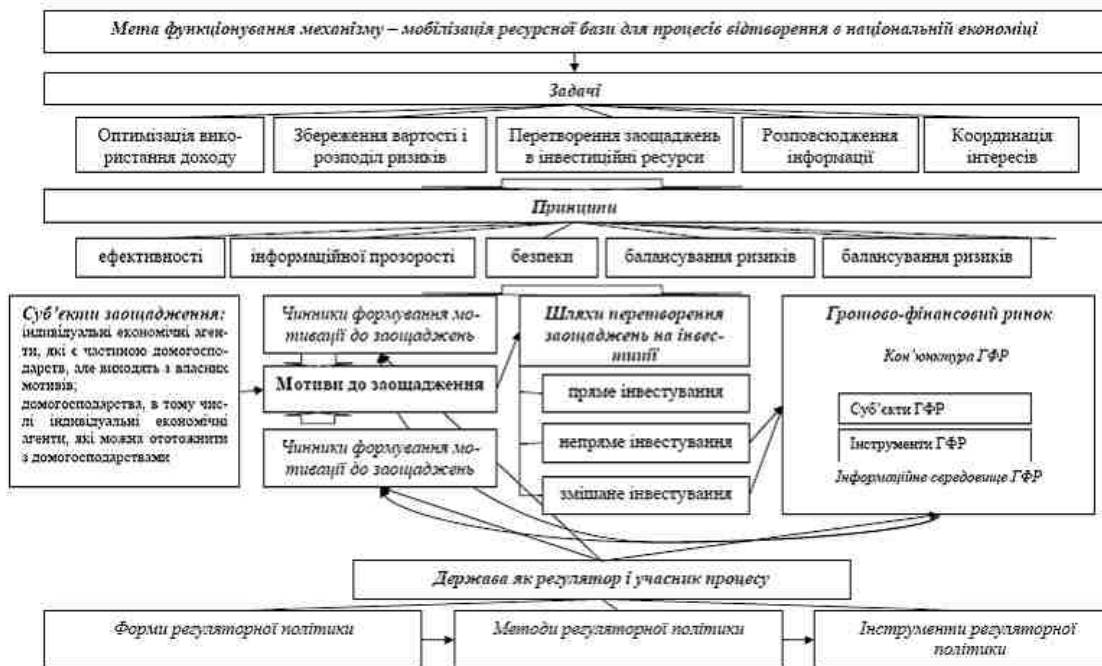 Мета функціонування механізму – мобілізація ресурсної бази для процесів відтворення в національній економіці
Задачі
Оптимізація вико-
ристання доходу
Збереження вартості і
розподіл ризиків
Перетворення заощаджень
в інвестиційні ресурси
Розповсюдження
інформації
Координація
інтересів
Принципи
ефективності
інформаційної прозорості
безпеки
балансування ризиків
балансування ризиків
Суб’єкти заощадження:
індивідуальні економічні аген-
ти, які є частиною домогоспо-
дарств, але виходять з власних
мотивів;
домогосподарства, в тому чис-
лі індивідуальні економічні
агенти, які можна ототожнити
з домогосподарствами
Чинники формування мо-
тивації до заощаджень
Мотиви до заощадження
Чинники формування мо-
тивації до заощаджень
Шляхи перетворення
заощаджень на інвес-
тиції
пряме інвестування
непряме інвестування
змішане інвестування
Грошово-фінансовий ринок
Кон’юнктура ГФР
Суб’єкти ГФР
Інструменти ГФР
Інформаційне середовище ГФР
Держава як регулятор і учасник процесу
Форми регуляторної політики
Методи регуляторної політики
Інструменти регуляторної
політики